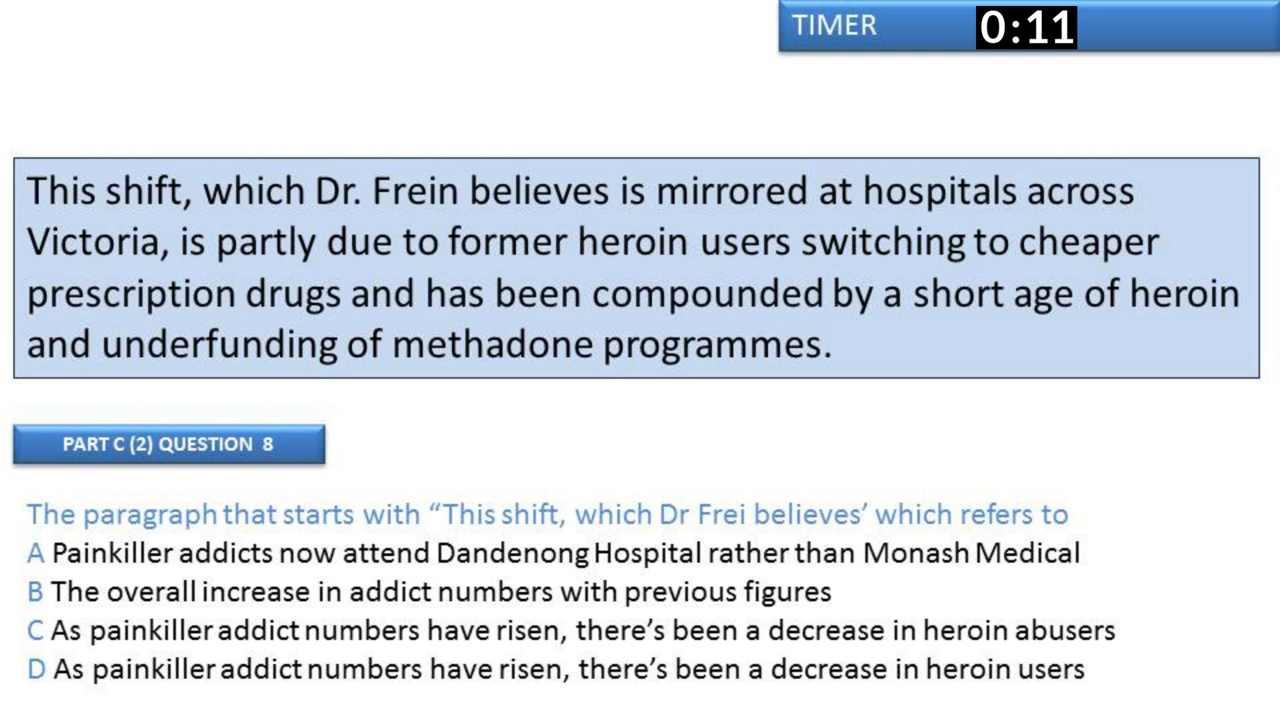 TIMER 0:11
This shift, which Dr. Frein believes is mirrored at hospitals across
Victoria, is partly due to former heroin users switching to cheaper
prescription drugs and has been compounded by a short age of heroin
and underfunding of methadone programmes.
PART C (2) QUESTION 8
The paragraph that starts with “This shift, which Dr Frei believes’ which refers to
A Painkiller addicts now attend Dandenong Hospital rather than Monash Medical
B The overall increase in addict numbers with previous figures
C As painkiller addict numbers have risen, there’s been a decrease in heroin abusers
D As painkiller addict numbers have risen, there’s been a decrease in heroin users